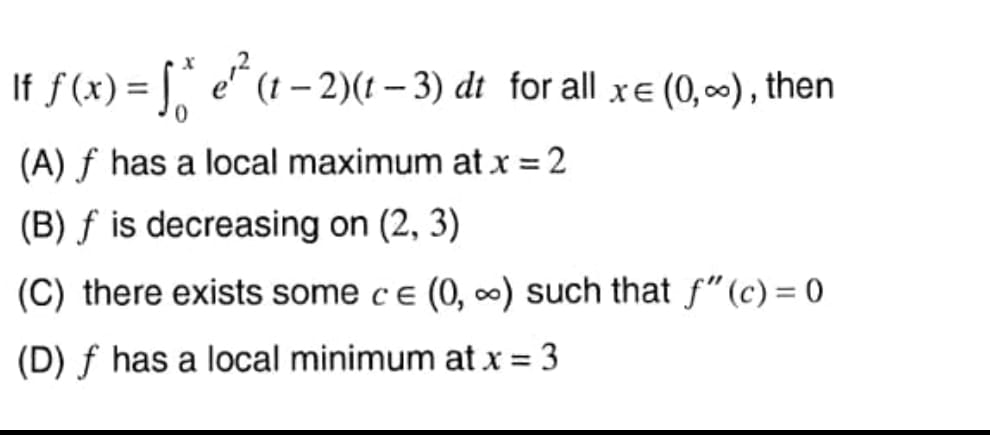 If f(x) = ∫₀ˣ e^{t²} (t – 2)(t – 3) dt for all x ∈ (0, ∞), then
(A) f has a local maximum at x = 2
(B) f is decreasing on (2, 3)
(C) there exists some c ∈ (0, ∞) such that f″(c) = 0
(D) f has a local minimum at x = 3